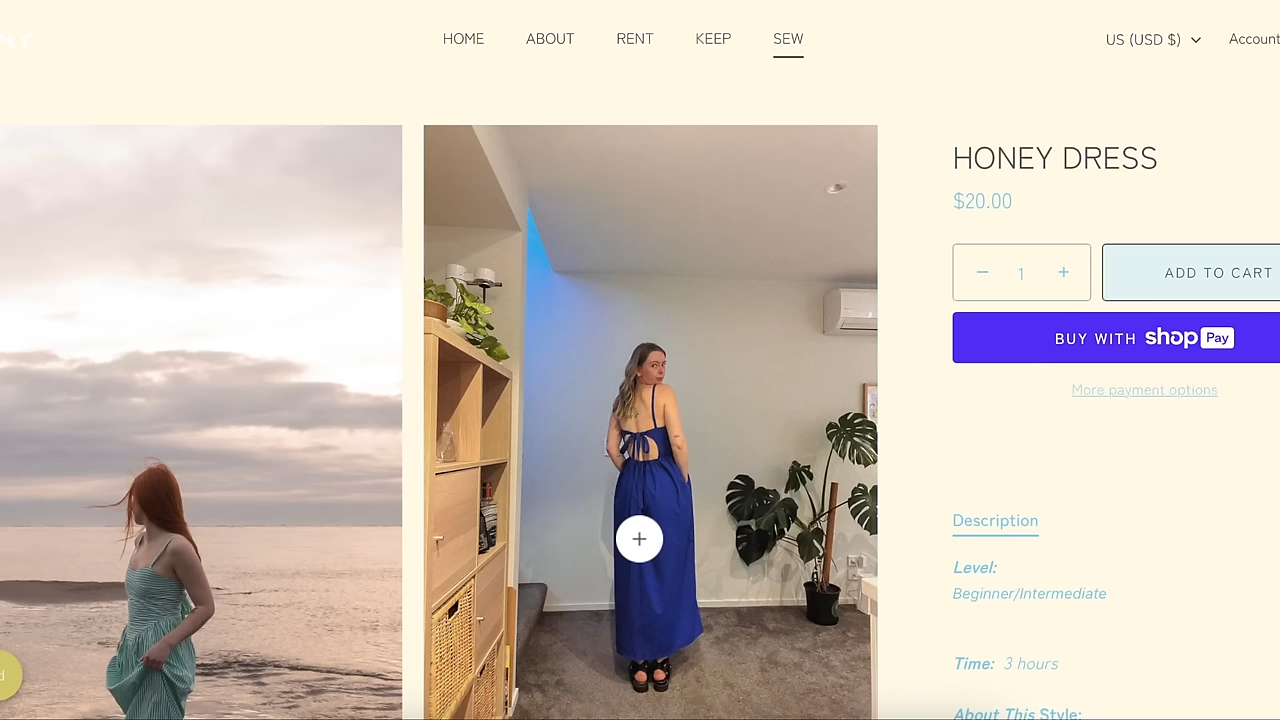 HOME ABOUT RENT KEEP SEW
US (USD $) Account
HONEY DRESS
$20.00
1
ADD TO CART
BUY WITH shop Pay
More payment options
Description
Level:
Beginner/Intermediate
Time: 3 hours
About This Style: